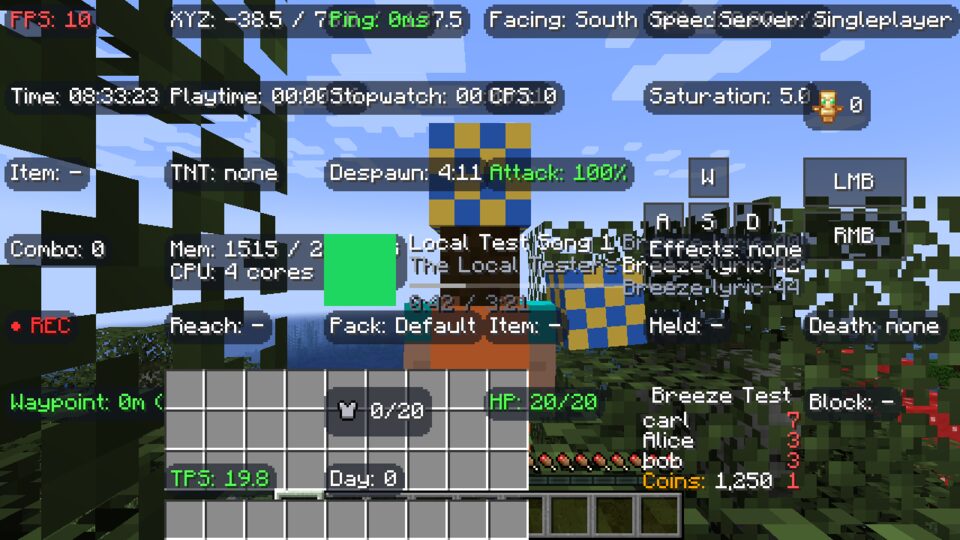 FPS: 10
XYZ: -38.5 / 7
Ping: 0ms
7.5
Facing: South
Speed
Server: Singleplayer
Time: 08:33:23
Playtime: 00:00
Stopwatch: 00
CPS: 0
Saturation: 5.0
0
Item: -
TNT: none
Despawn: 4:11
Attack: 100%
W
LMB
A S D
RMB
Combo: 0
Mem: 1515 / 2
CPU: 4 cores
Local Test Song 1
The Local Testers
0:42 / 3:21
Effects: none
Breeze lyric 44
● REC
Reach: -
Pack: Default
Item: -
Held: -
Death: none
Waypoint: 0m (
0/20
HP: 20/20
Breeze Test
Block: -
carl 7
Alice 3
bob 3
Coins: 1,250 1
TPS: 19.8
Day: 0